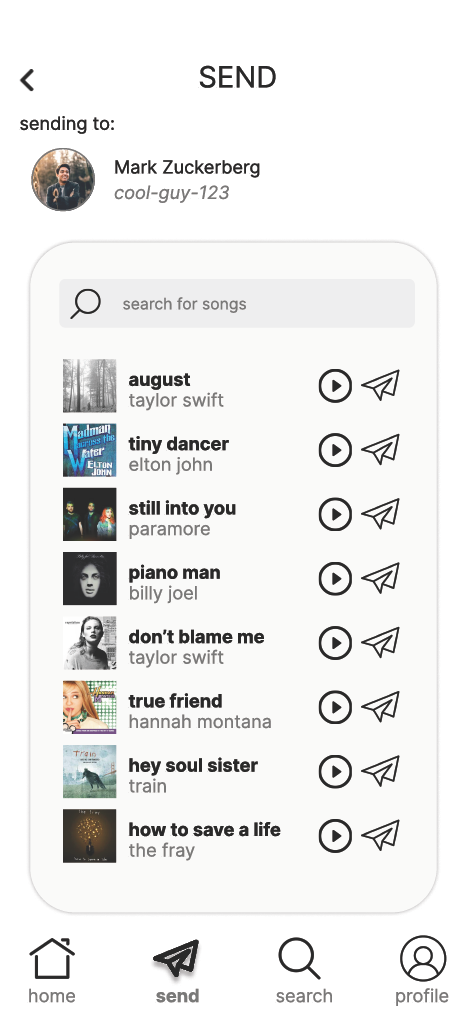 SEND
sending to:
Mark Zuckerberg
cool-guy-123
search for songs
august
taylor swift
Madman
across the
Water
ELTON
JOHN
tiny dancer
elton john
still into you
paramore
piano man
billy joel
don't blame me
taylor swift
true friend
hannah montana
Train
hey soul sister
train
The Fray
how to save a life
the fray
home
send
search
profile